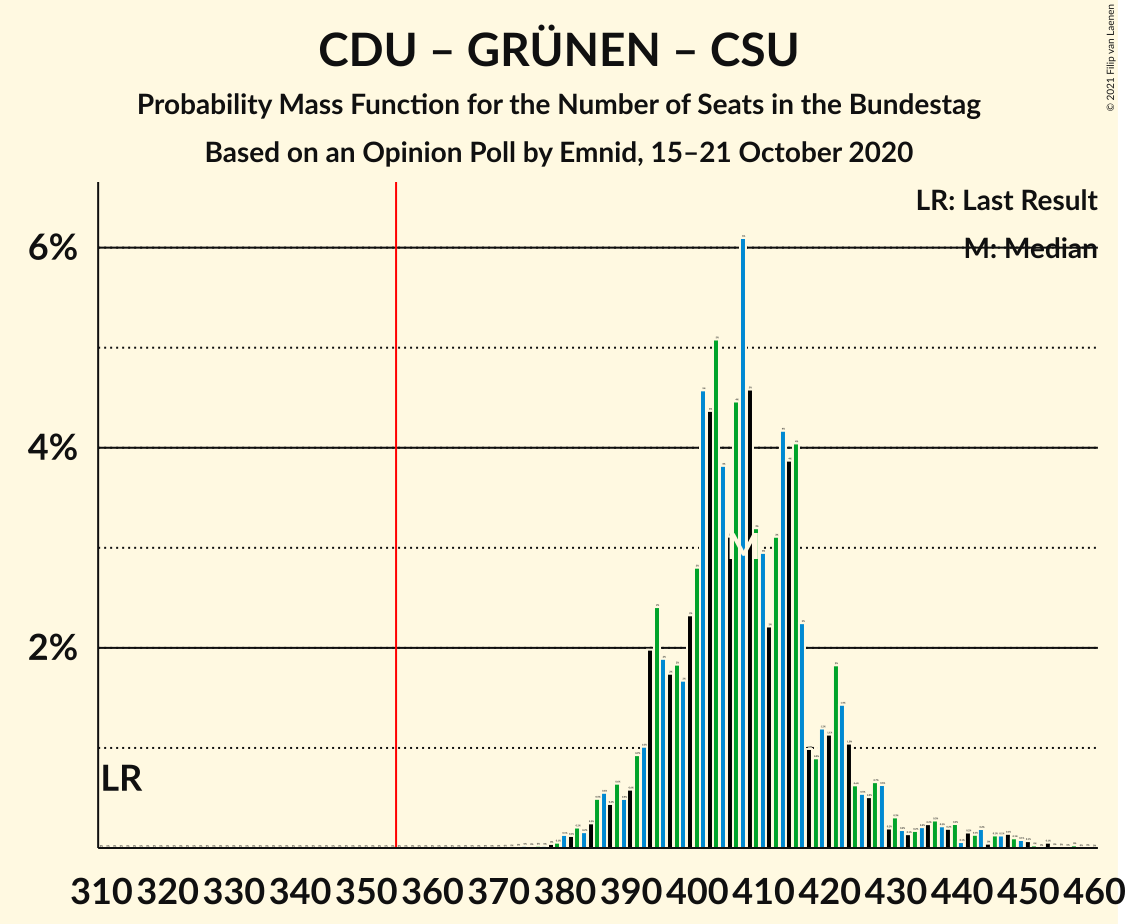 CDU – GRÜNEN – CSU
Probability Mass Function for the Number of Seats in the Bundestag
Based on an Opinion Poll by Emnid, 15–21 October 2020
© 2021 Filip van Laenen
LR: Last Result
M: Median
6%
4%
2%
LR
M
310 320 330 340 350 360 370 380 390 400 410 420 430 440 450 460